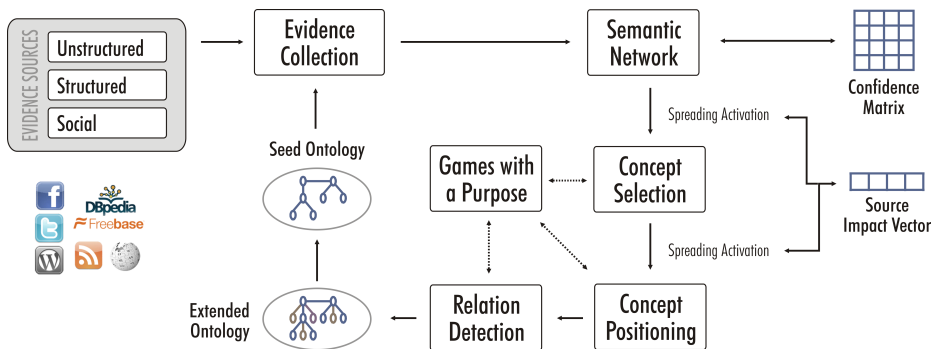 EVIDENCE SOURCES
Unstructured
Structured
Social
Evidence
Collection
Semantic
Network
Confidence
Matrix
Spreading Activation
Seed Ontology
Games with
a Purpose
Concept
Selection
Source
Impact Vector
DBpedia
Freebase
f
t
W
Spreading Activation
Extended
Ontology
Relation
Detection
Concept
Positioning